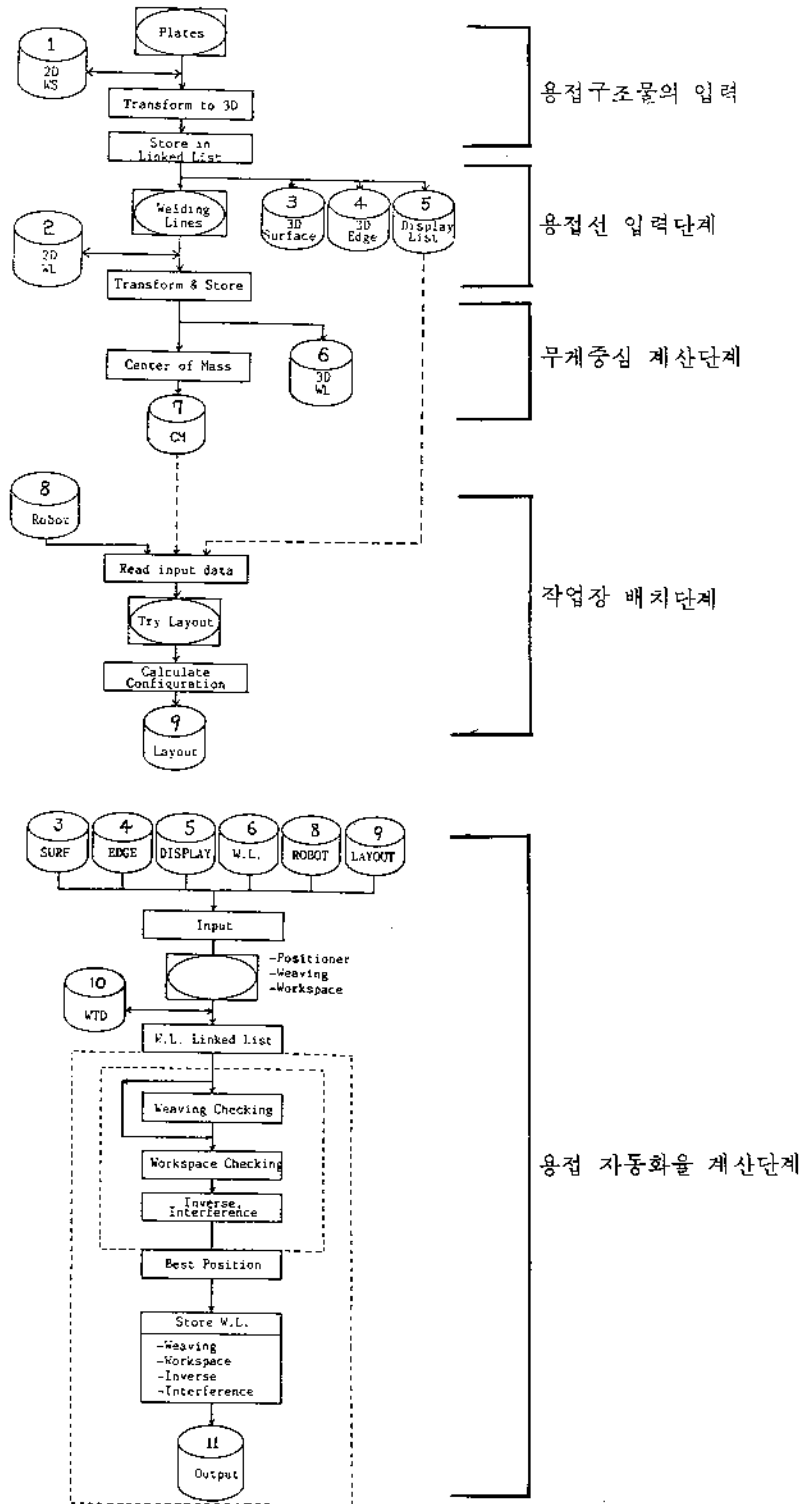 Plates
1
2D
WS
용접구조물의 입력
Transform to 3D
Store in
Linked List
Welding
Lines
3
3D
Surface
4
3D
Edge
5
Display
List
용접선 입력단계
2
2D
WL
Transform & Store
무게중심 계산단계
Center of Mass
6
3D
WL
7
CM
8
Robot
Read input data
작업장 배치단계
Try Layout
Calculate
Configuration
9
Layout
3
SURF
4
EDGE
5
DISPLAY
6
W.L.
8
ROBOT
9
LAYOUT
Input
-Positioner
-Weaving
-Workspace
10
WTD
W.L. Linked List
Weaving Checking
Workspace Checking
용접 자동화율 계산단계
Inverse,
Interference
Best Position
Store W.L.
-Weaving
-Workspace
-Inverse
-Interference
11
Output